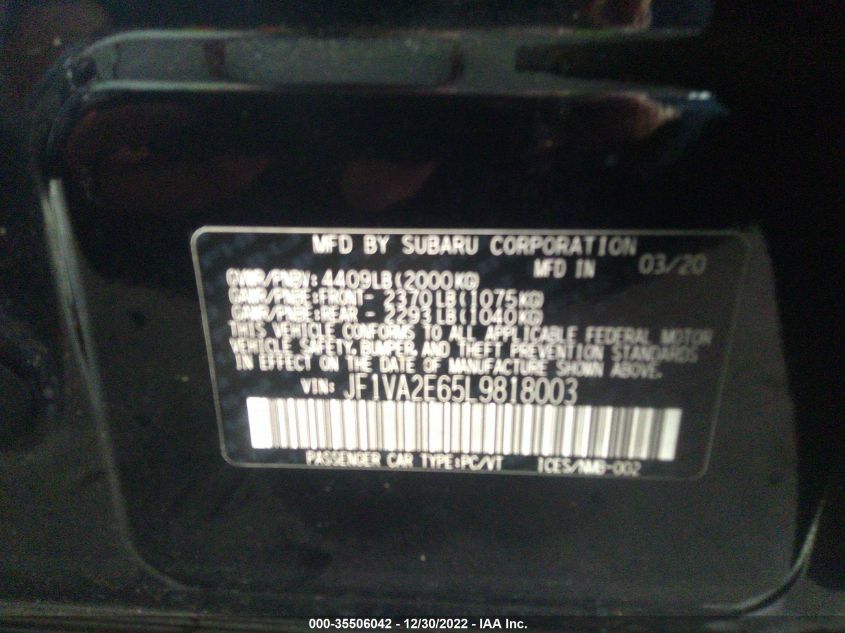 MFD BY SUBARU CORPORATION
MFD IN 03/20
GVWR/PNBV: 4409LB(2000KG)
GAWR/PNBE:FRONT- 2370LB(1075KG)
GAWR/PNBE:REAR - 2293LB(1040KG)
THIS VEHICLE CONFORMS TO ALL APPLICABLE FEDERAL MOTOR
VEHICLE SAFETY, BUMPER, AND THEFT PREVENTION STANDARDS
IN EFFECT ON THE DATE OF MANUFACTURE SHOWN ABOVE.
VIN: JF1VA2E65L9818003
PASSENGER CAR TYPE:PC/VT ICES/NMB-002
000-35506042 - 12/30/2022 - IAA Inc.